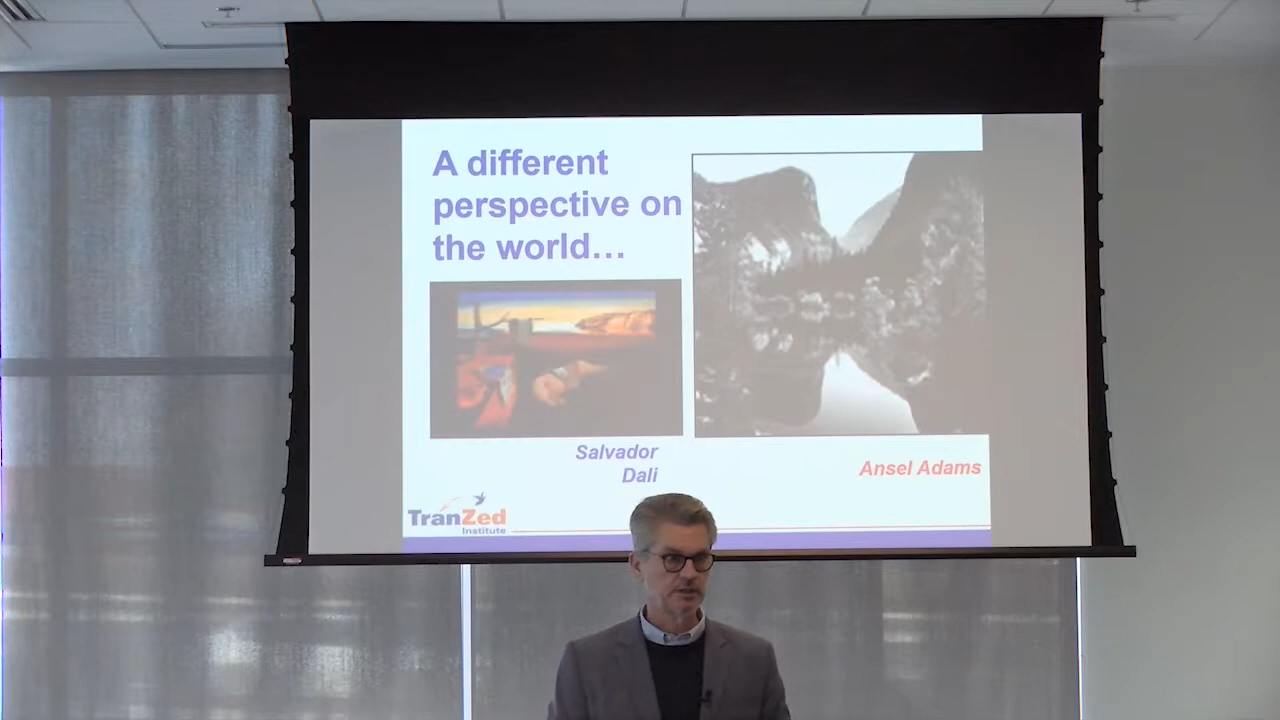 A different
perspective on
the world…
Salvador
Dali
Ansel Adams
TranZed
Institute